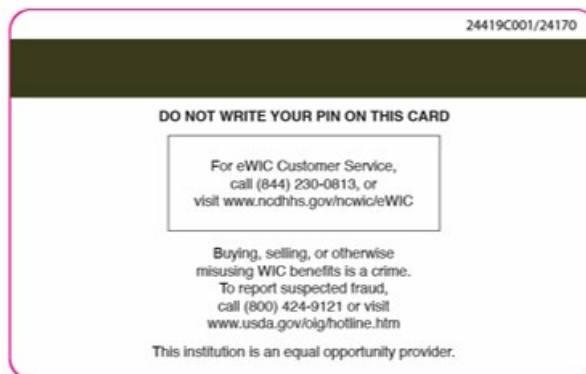 24419C001/24170
DO NOT WRITE YOUR PIN ON THIS CARD
For eWIC Customer Service,
call (844) 230-0813, or
visit www.ncdhhs.gov/ncwic/eWIC
Buying, selling, or otherwise
misusing WIC benefits is a crime.
To report suspected fraud,
call (800) 424-9121 or visit
www.usda.gov/oig/hotline.htm
This institution is an equal opportunity provider.